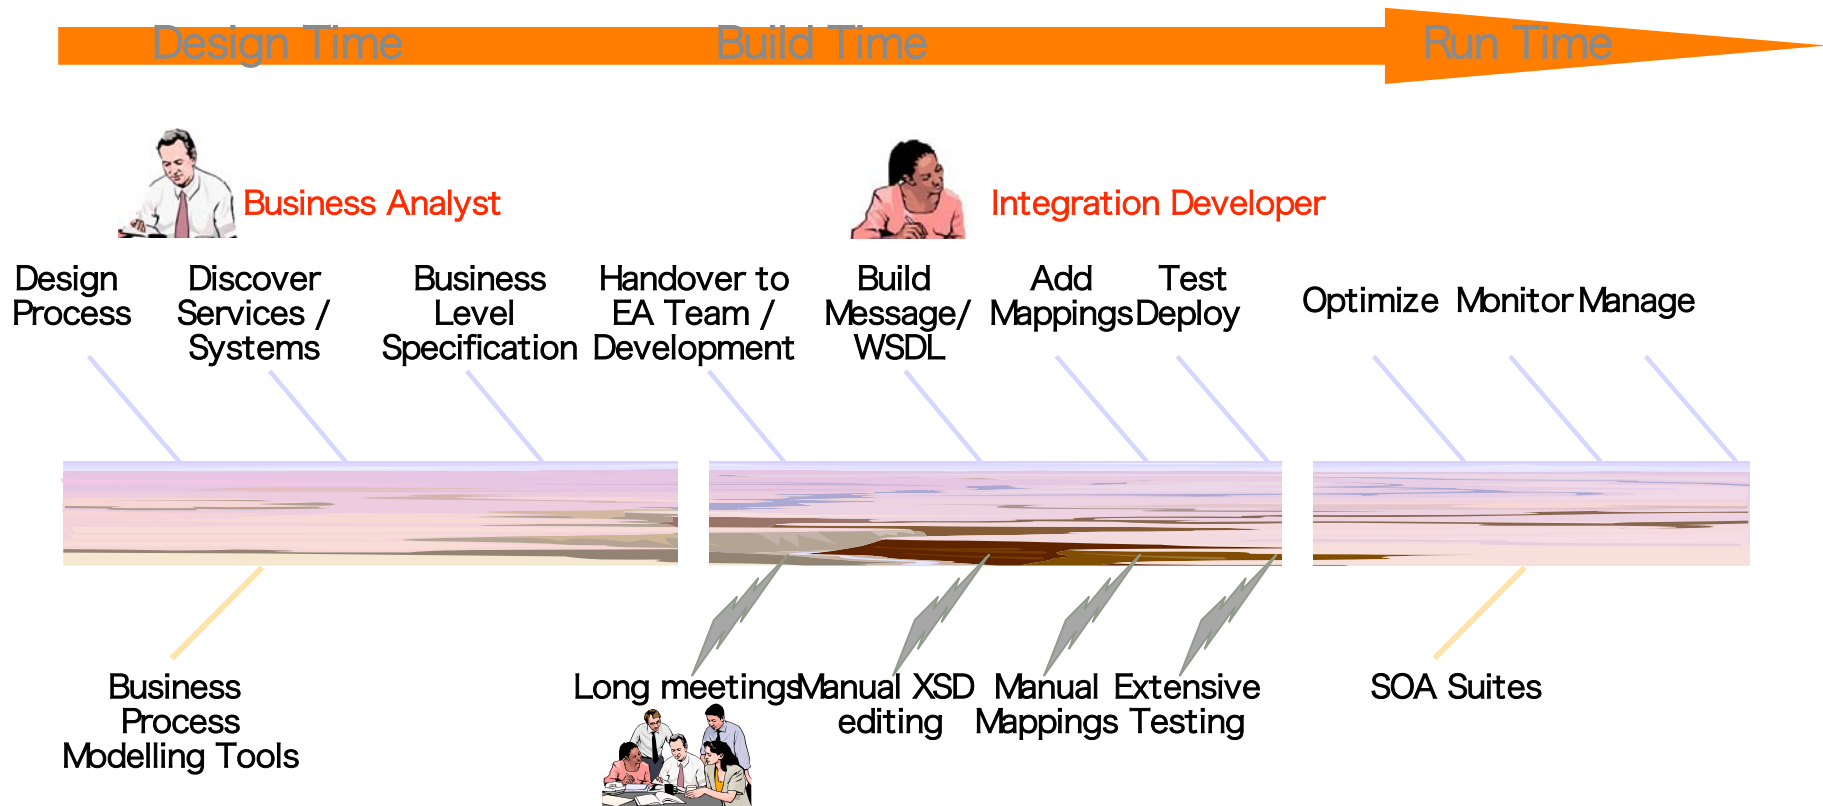 Design Time
Build Time
Run Time
Business Analyst
Integration Developer
Design
Process
Discover
Services /
Systems
Business
Level
Specification
Handover to
EA Team /
Development
Build
Message/
WSDL
Add
Mappings
Test
Deploy
Optimize
Monitor
Manage
Business
Process
Modelling Tools
Long meetings
Manual XSD
editing
Manual
Mappings
Extensive
Testing
SOA Suites